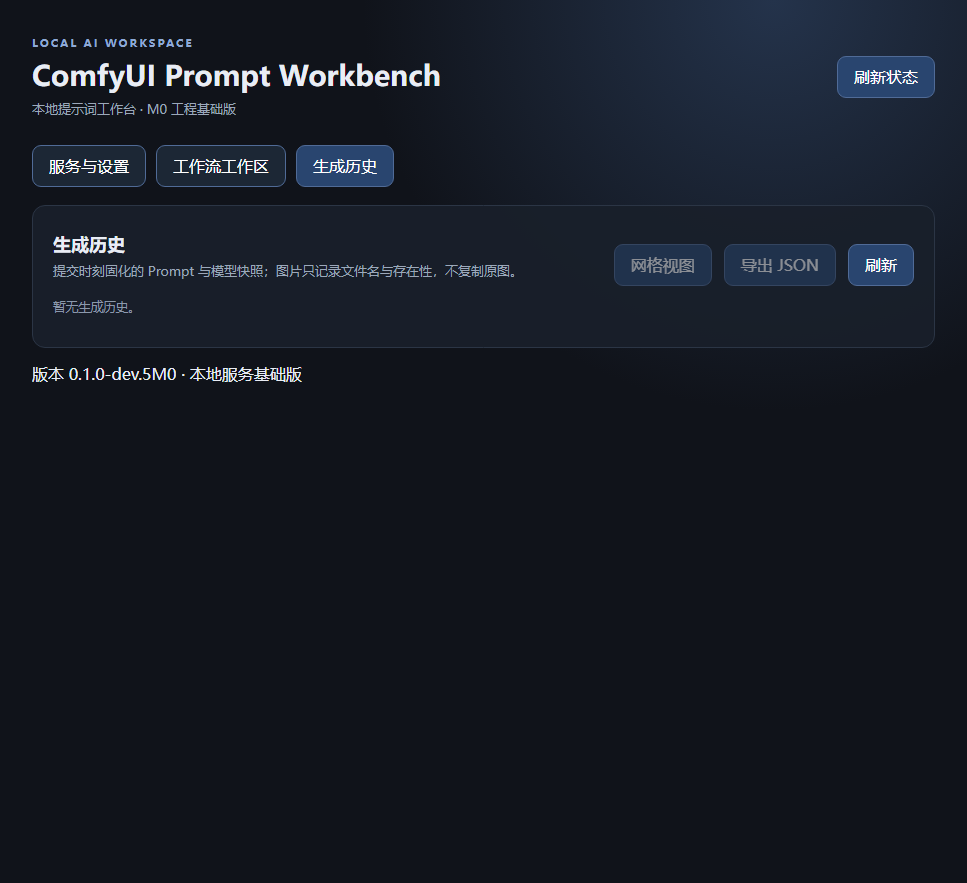 LOCAL AI WORKSPACE
ComfyUI Prompt Workbench
本地提示词工作台 · M0 工程基础版
刷新状态
服务与设置 工作流工作区 生成历史
生成历史
提交时刻固化的 Prompt 与模型快照；图片只记录文件名与存在性，不复制原图。
网格视图 导出 JSON 刷新
暂无生成历史。
版本 0.1.0-dev.5M0 · 本地服务基础版